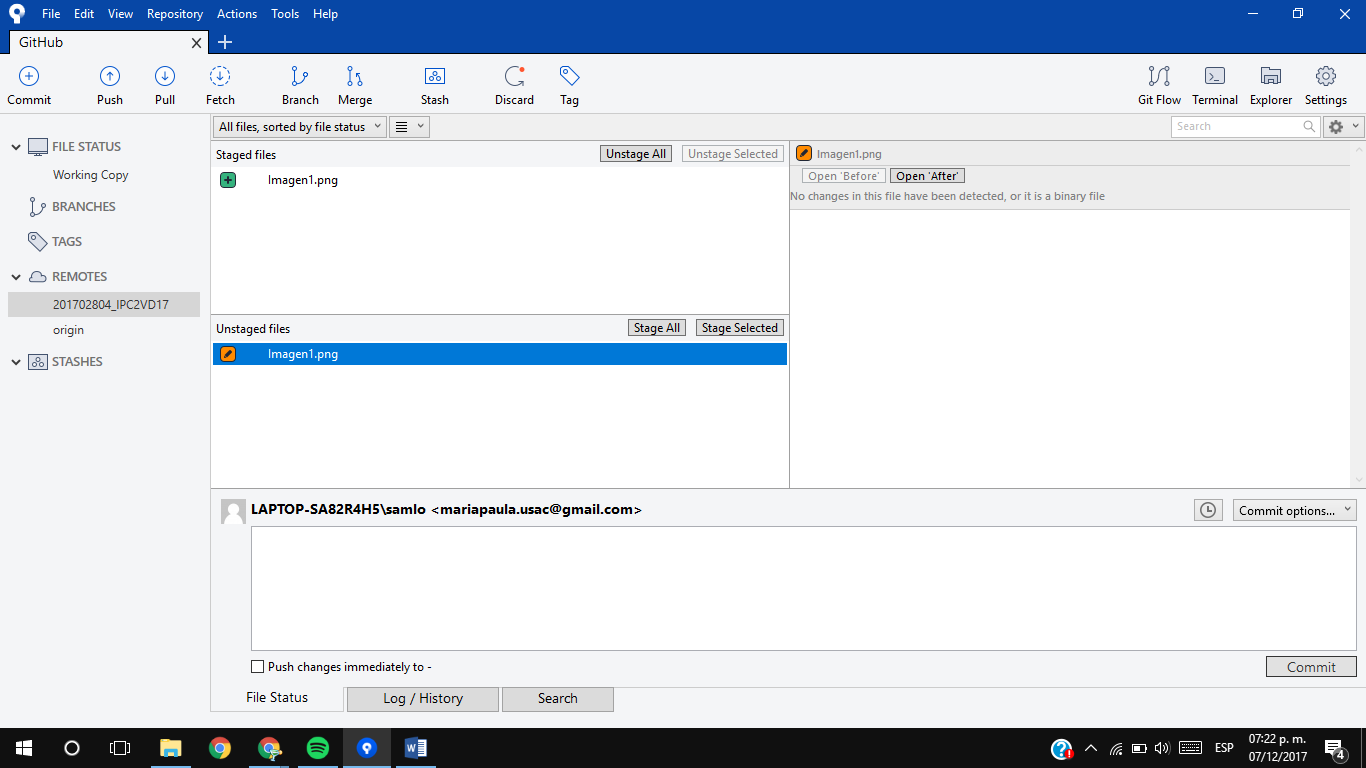 File Edit View Repository Actions Tools Help
GitHub
Commit Push Pull Fetch Branch Merge Stash Discard Tag Git Flow Terminal Explorer Settings
All files, sorted by file status
Search
FILE STATUS
Working Copy
BRANCHES
TAGS
REMOTES
201702804_IPC2VD17
origin
STASHES
Staged files Unstage All Unstage Selected
Imagen1.png
Unstaged files Stage All Stage Selected
Imagen1.png
Imagen1.png
Open 'Before' Open 'After'
No changes in this file have been detected, or it is a binary file
LAPTOP-SA82R4H5\samlo <mariapaula.usac@gmail.com>
Commit options...
Push changes immediately to -
Commit
File Status Log / History Search
ESP
07:22 p. m.
07/12/2017
4